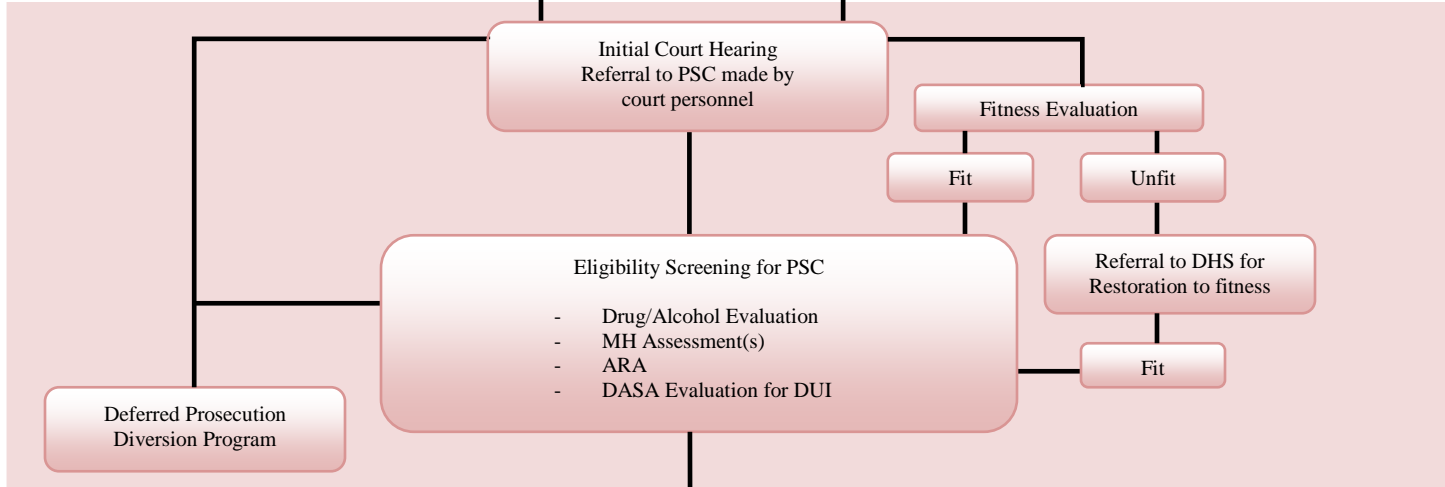 Initial Court Hearing
Referral to PSC made by
court personnel
Fitness Evaluation
Fit
Unfit
Eligibility Screening for PSC
- Drug/Alcohol Evaluation
- MH Assessment(s)
- ARA
- DASA Evaluation for DUI
Referral to DHS for
Restoration to fitness
Fit
Deferred Prosecution
Diversion Program